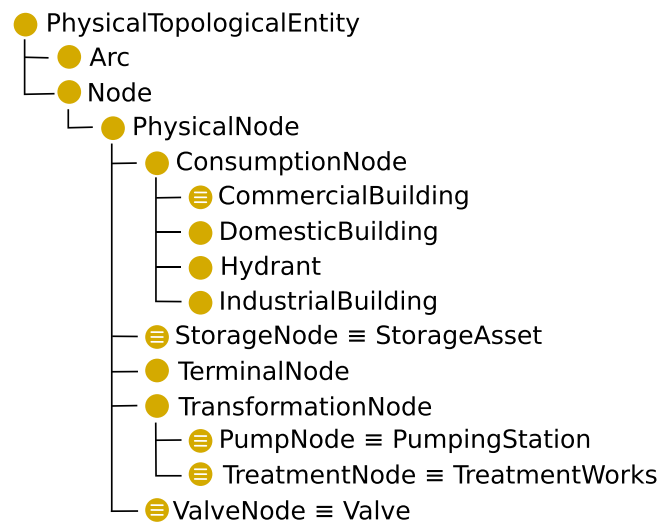 PhysicalTopologicalEntity
Arc
Node
PhysicalNode
ConsumptionNode
CommercialBuilding
DomesticBuilding
Hydrant
IndustrialBuilding
StorageNode ≡ StorageAsset
TerminalNode
TransformationNode
PumpNode ≡ PumpingStation
TreatmentNode ≡ TreatmentWorks
ValveNode ≡ Valve